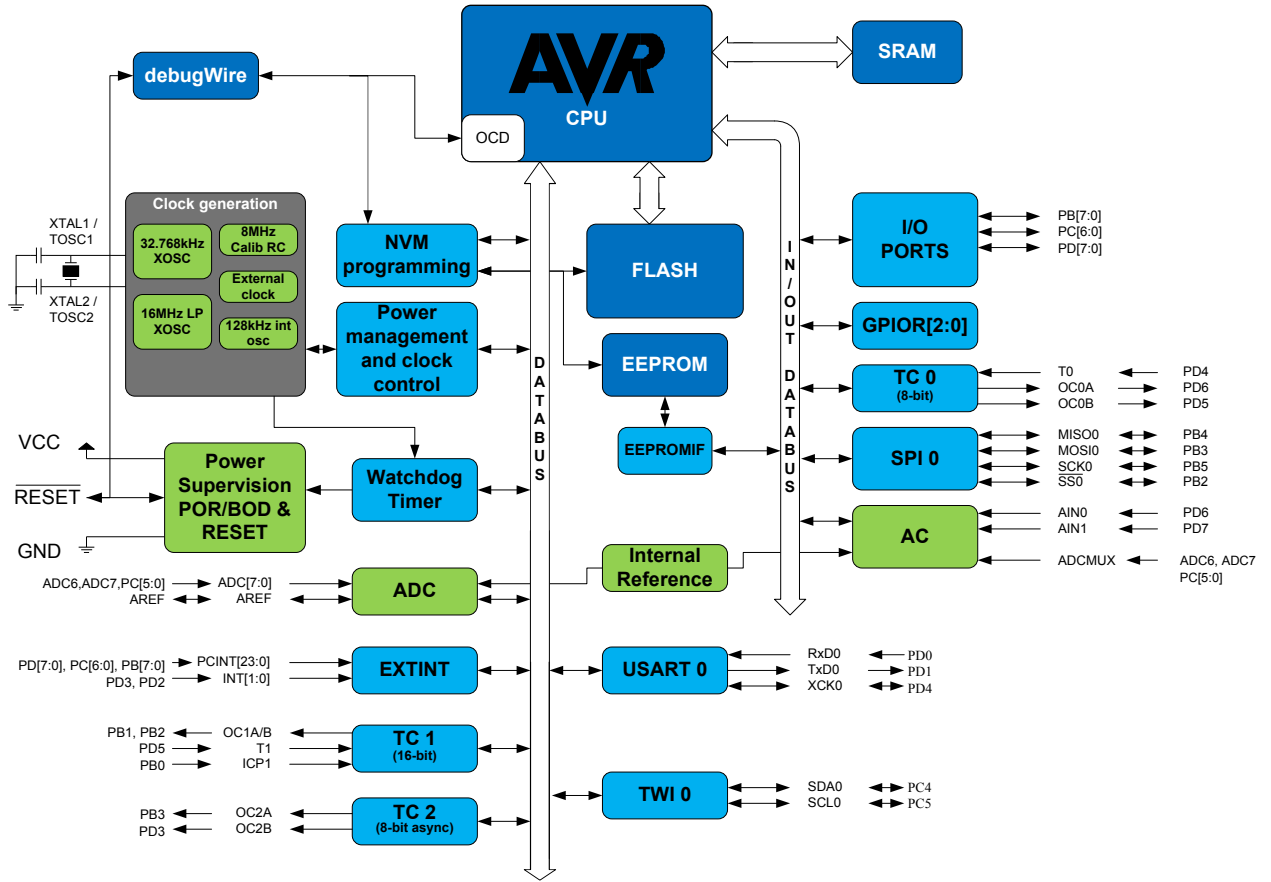 AVR
CPU
OCD
SRAM
debugWire
Clock generation
32.768kHz
XOSC
8MHz
Calib RC
External
clock
16MHz LP
XOSC
128kHz int
osc
XTAL1 /
TOSC1
XTAL2 /
TOSC2
NVM
programming
Power
management
and clock
control
FLASH
EEPROM
EEPROMIF
DATABUS
IN/OUT DATABUS
I/O
PORTS
PB[7:0]
PC[6:0]
PD[7:0]
GPIOR[2:0]
TC 0
(8-bit)
T0 PD4
OC0A PD6
OC0B PD5
SPI 0
MISO0 PB4
MOSI0 PB3
SCK0 PB5
SS0 PB2
AC
AIN0 PD6
AIN1 PD7
ADCMUX ADC6, ADC7
PC[5:0]
VCC
RESET
GND
Power
Supervision
POR/BOD &
RESET
Watchdog
Timer
Internal
Reference
ADC6,ADC7,PC[5:0] ADC[7:0]
AREF AREF
ADC
PD[7:0], PC[6:0], PB[7:0] PCINT[23:0]
PD3, PD2 INT[1:0]
EXTINT
USART 0
RxD0 PD0
TxD0 PD1
XCK0 PD4
PB1, PB2 OC1A/B
PD5 T1
PB0 ICP1
TC 1
(16-bit)
TWI 0
SDA0 PC4
SCL0 PC5
PB3 OC2A
PD3 OC2B
TC 2
(8-bit async)